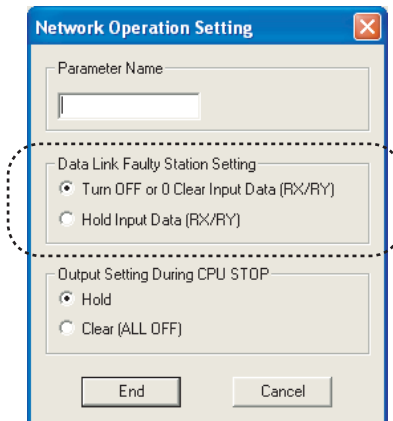 Network Operation Setting
Parameter Name
Data Link Faulty Station Setting
Turn OFF or 0 Clear Input Data (RX/RY)
Hold Input Data (RX/RY)
Output Setting During CPU STOP
Hold
Clear (ALL OFF)
End Cancel